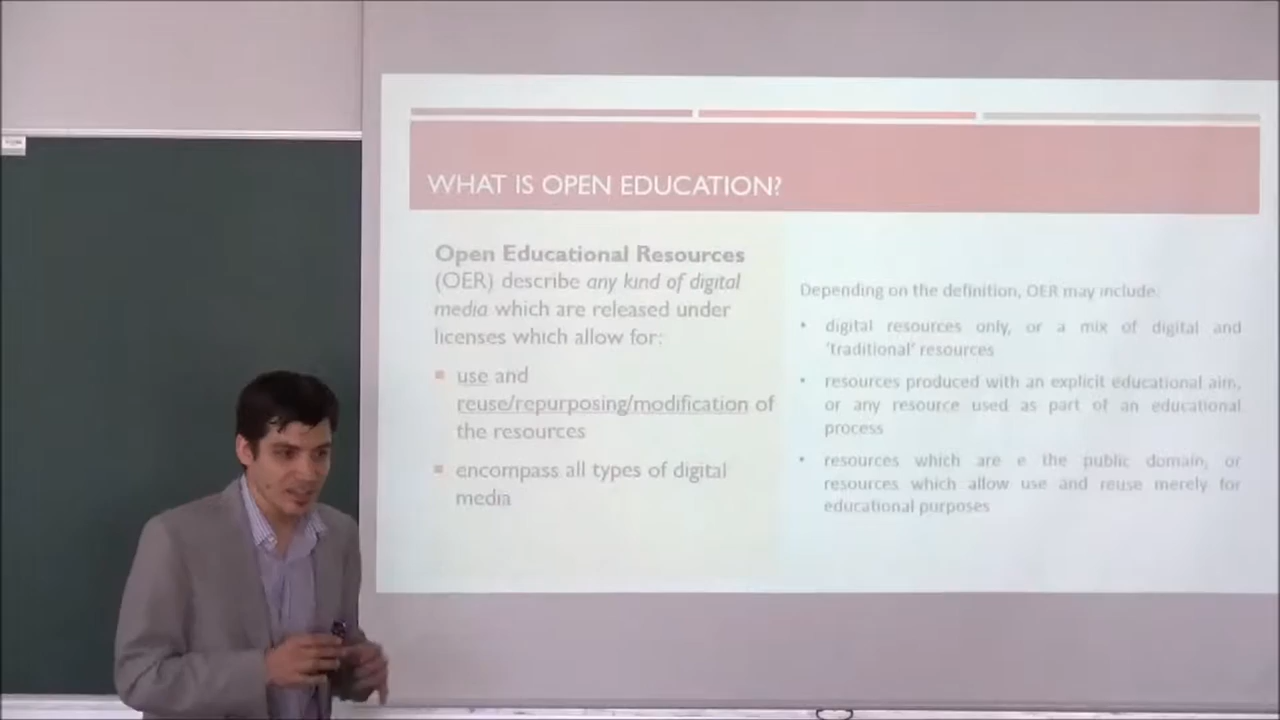 WHAT IS OPEN EDUCATION?
Open Educational Resources
(OER) describe any kind of digital
media which are released under
licenses which allow for:
▪ use and
reuse/repurposing/modification of
the resources
▪ encompass all types of digital
media
Depending on the definition, OER may include:
• digital resources only, or a mix of digital and
‘traditional’ resources
• resources produced with an explicit educational aim,
or any resource used as part of an educational
process
• resources which are e the public domain, or
resources which allow use and reuse merely for
educational purposes